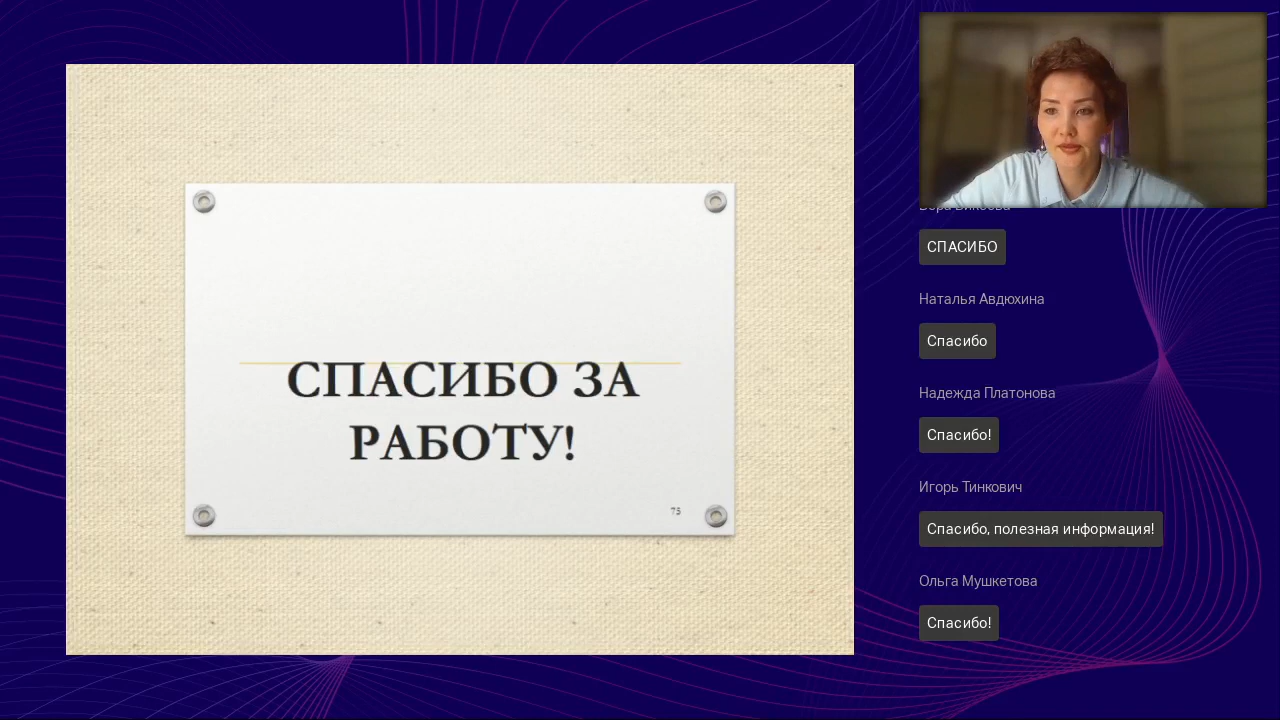 СПАСИБО ЗА
РАБОТУ!
75
СПАСИБО
Наталья Авдюхина
Спасибо
Надежда Платонова
Спасибо!
Игорь Тинкович
Спасибо, полезная информация!
Ольга Мушкетова
Спасибо!